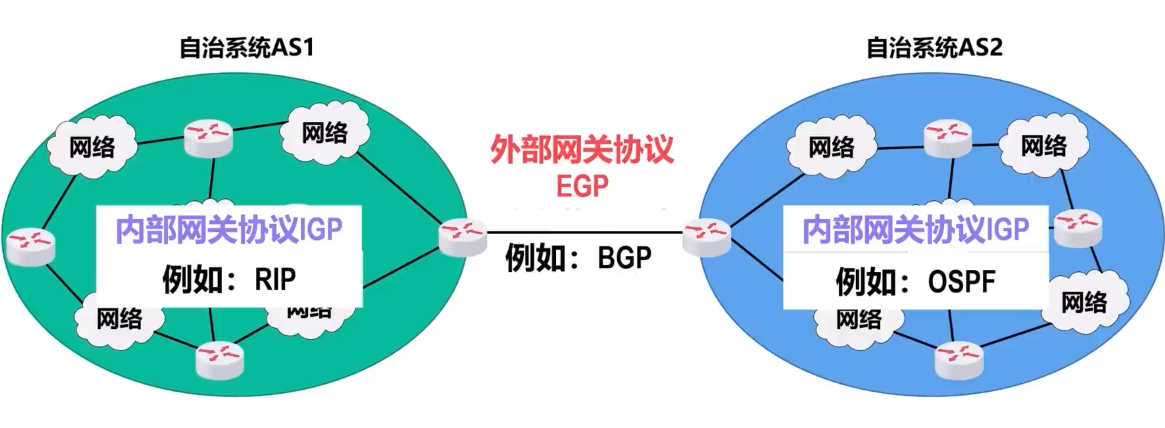 自治系统AS1
自治系统AS2
网络
网络
外部网关协议
EGP
网络
网络
内部网关协议IGP
例如：RIP
例如：BGP
内部网关协议IGP
例如：OSPF
网络
网络
网络
网络